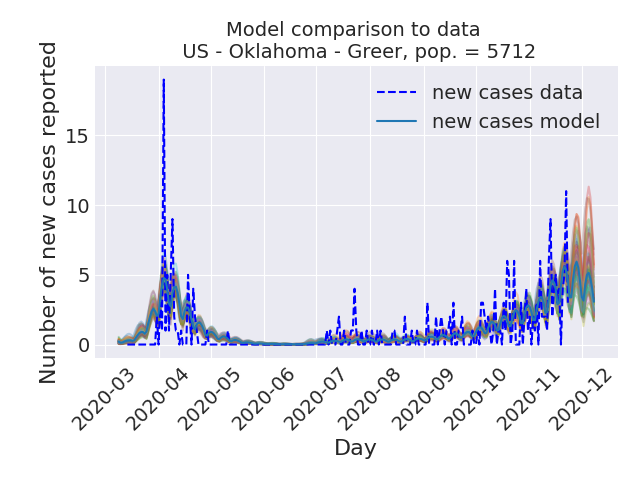 Model comparison to data
US - Oklahoma - Greer, pop. = 5712
new cases data
new cases model
Number of new cases reported
15
10
5
0
2020-03
2020-04
2020-05
2020-06
2020-07
2020-08
2020-09
2020-10
2020-11
2020-12
Day